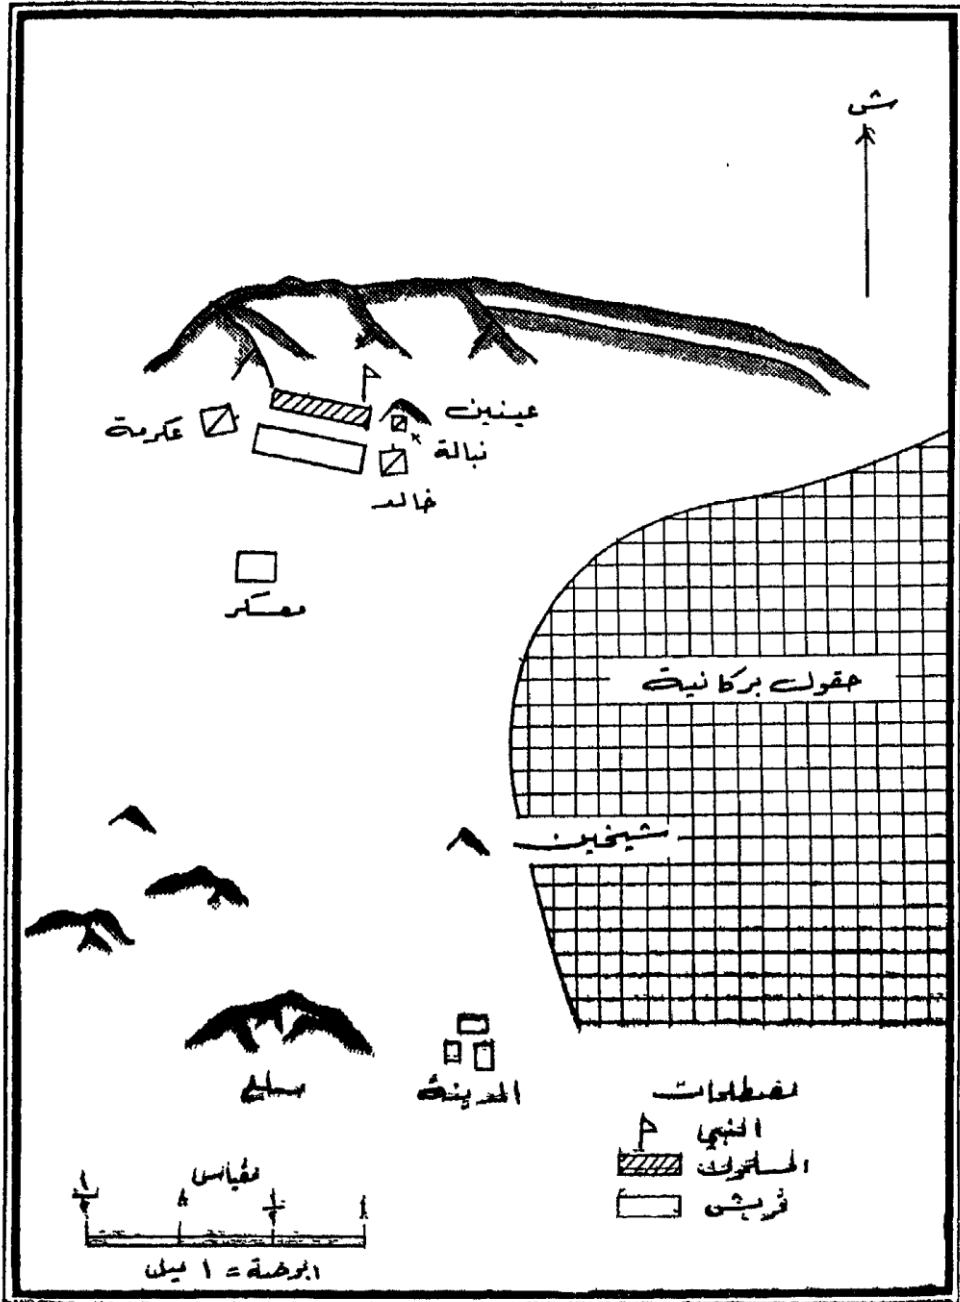 ش
عينين
عكرمة
نبالة
خالد
معسكر
حقول بركانية
شيخين
سلع
المدينة
مصطلحات
النبي
المسلمون
قريش
مقياس
البوصة = ١ ميل